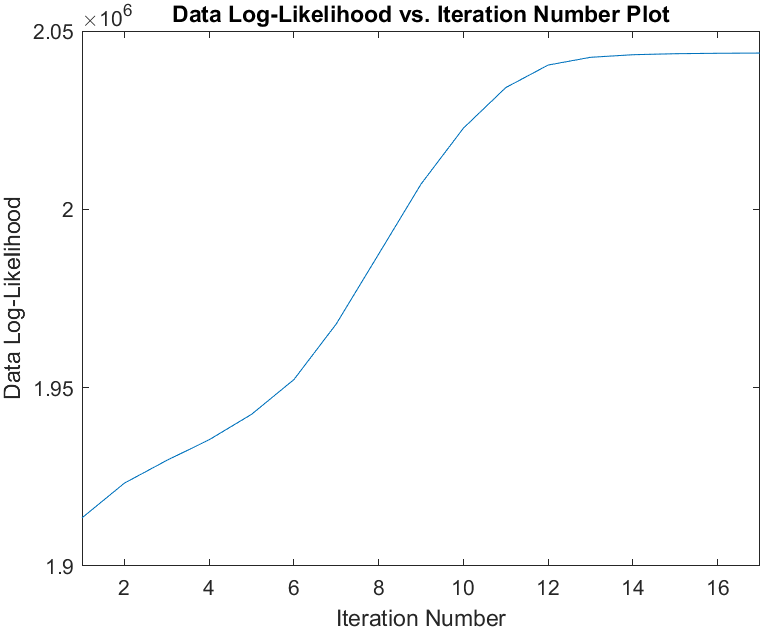 Data Log-Likelihood vs. Iteration Number Plot
×10^6
2.05
2
1.95
1.9
Data Log-Likelihood
2 4 6 8 10 12 14 16
Iteration Number